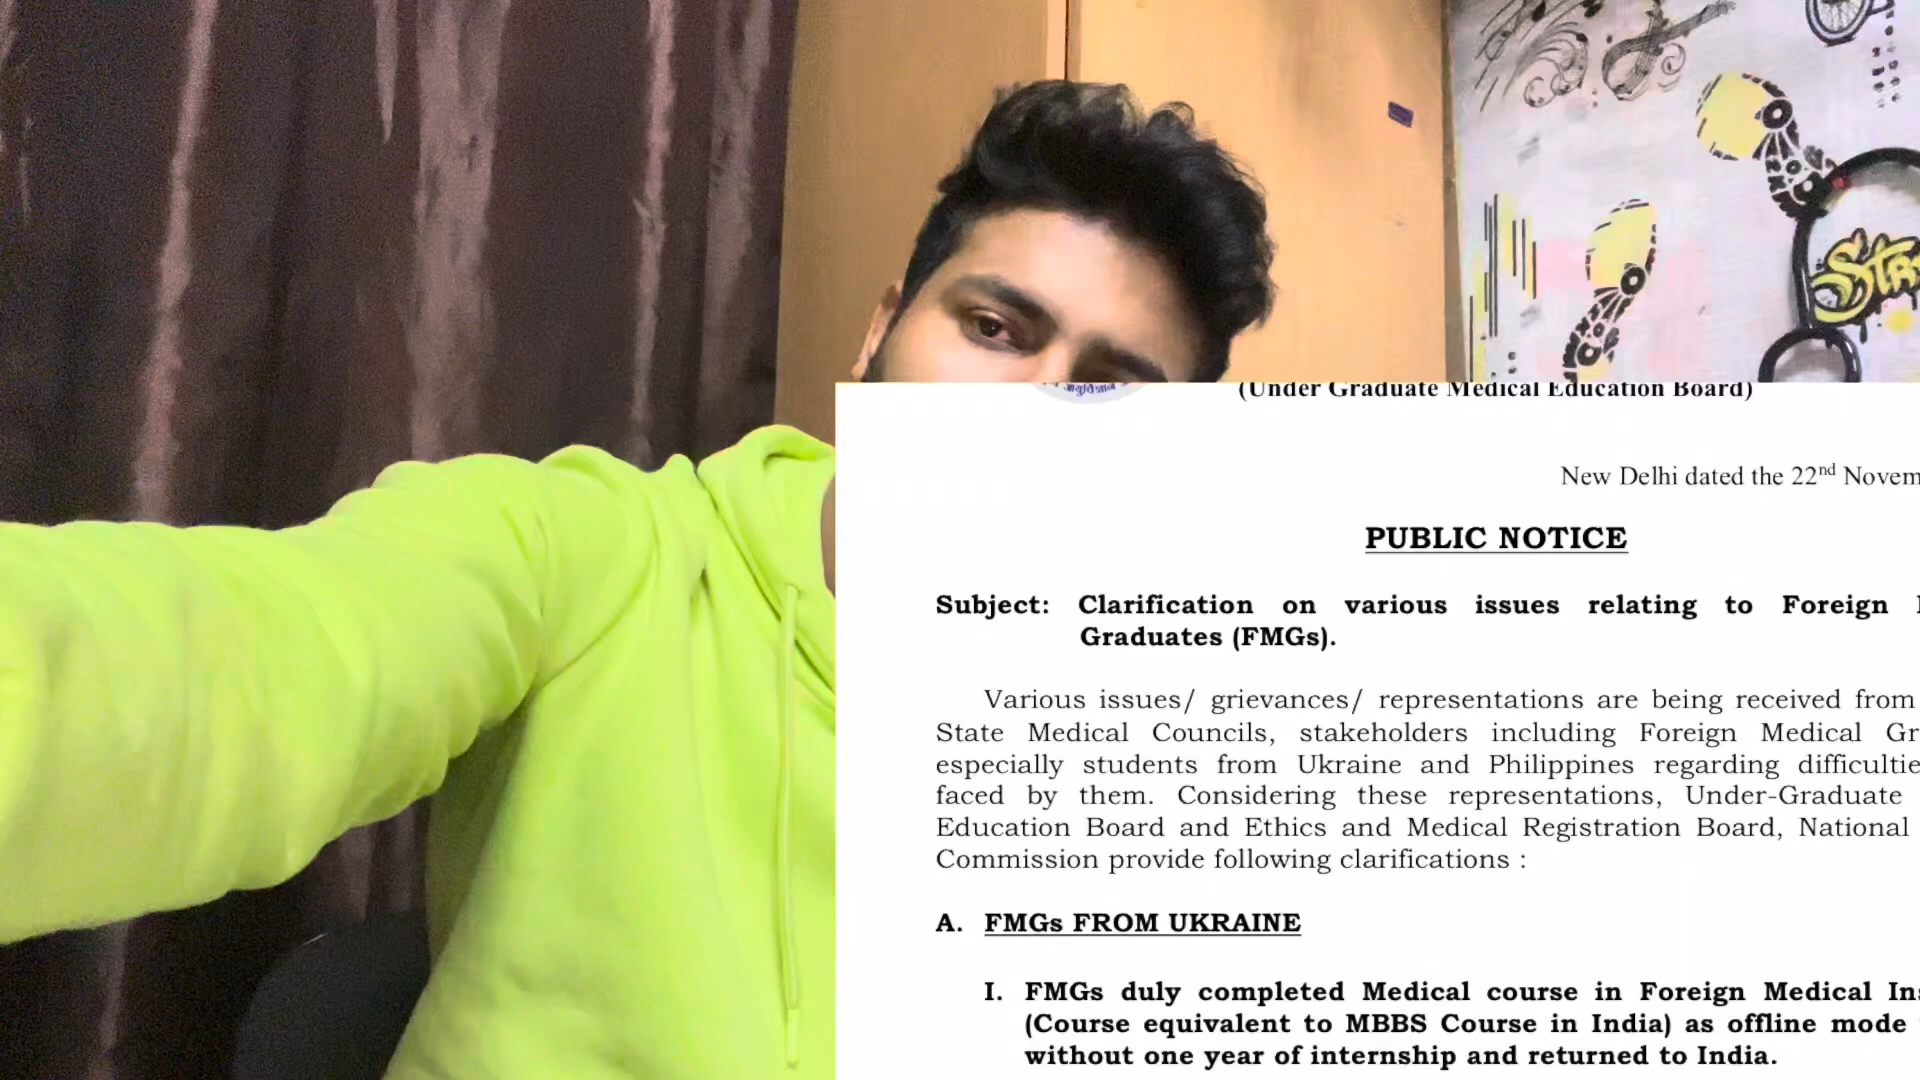 (Under Graduate Medical Education Board)
New Delhi dated the 22nd Novem
PUBLIC NOTICE
Subject: Clarification on various issues relating to Foreign
Graduates (FMGs).
Various issues/ grievances/ representations are being received from
State Medical Councils, stakeholders including Foreign Medical Gr
especially students from Ukraine and Philippines regarding difficultie
faced by them. Considering these representations, Under-Graduate
Education Board and Ethics and Medical Registration Board, National
Commission provide following clarifications :
A. FMGs FROM UKRAINE
I. FMGs duly completed Medical course in Foreign Medical Ins
(Course equivalent to MBBS Course in India) as offline mode
without one year of internship and returned to India.